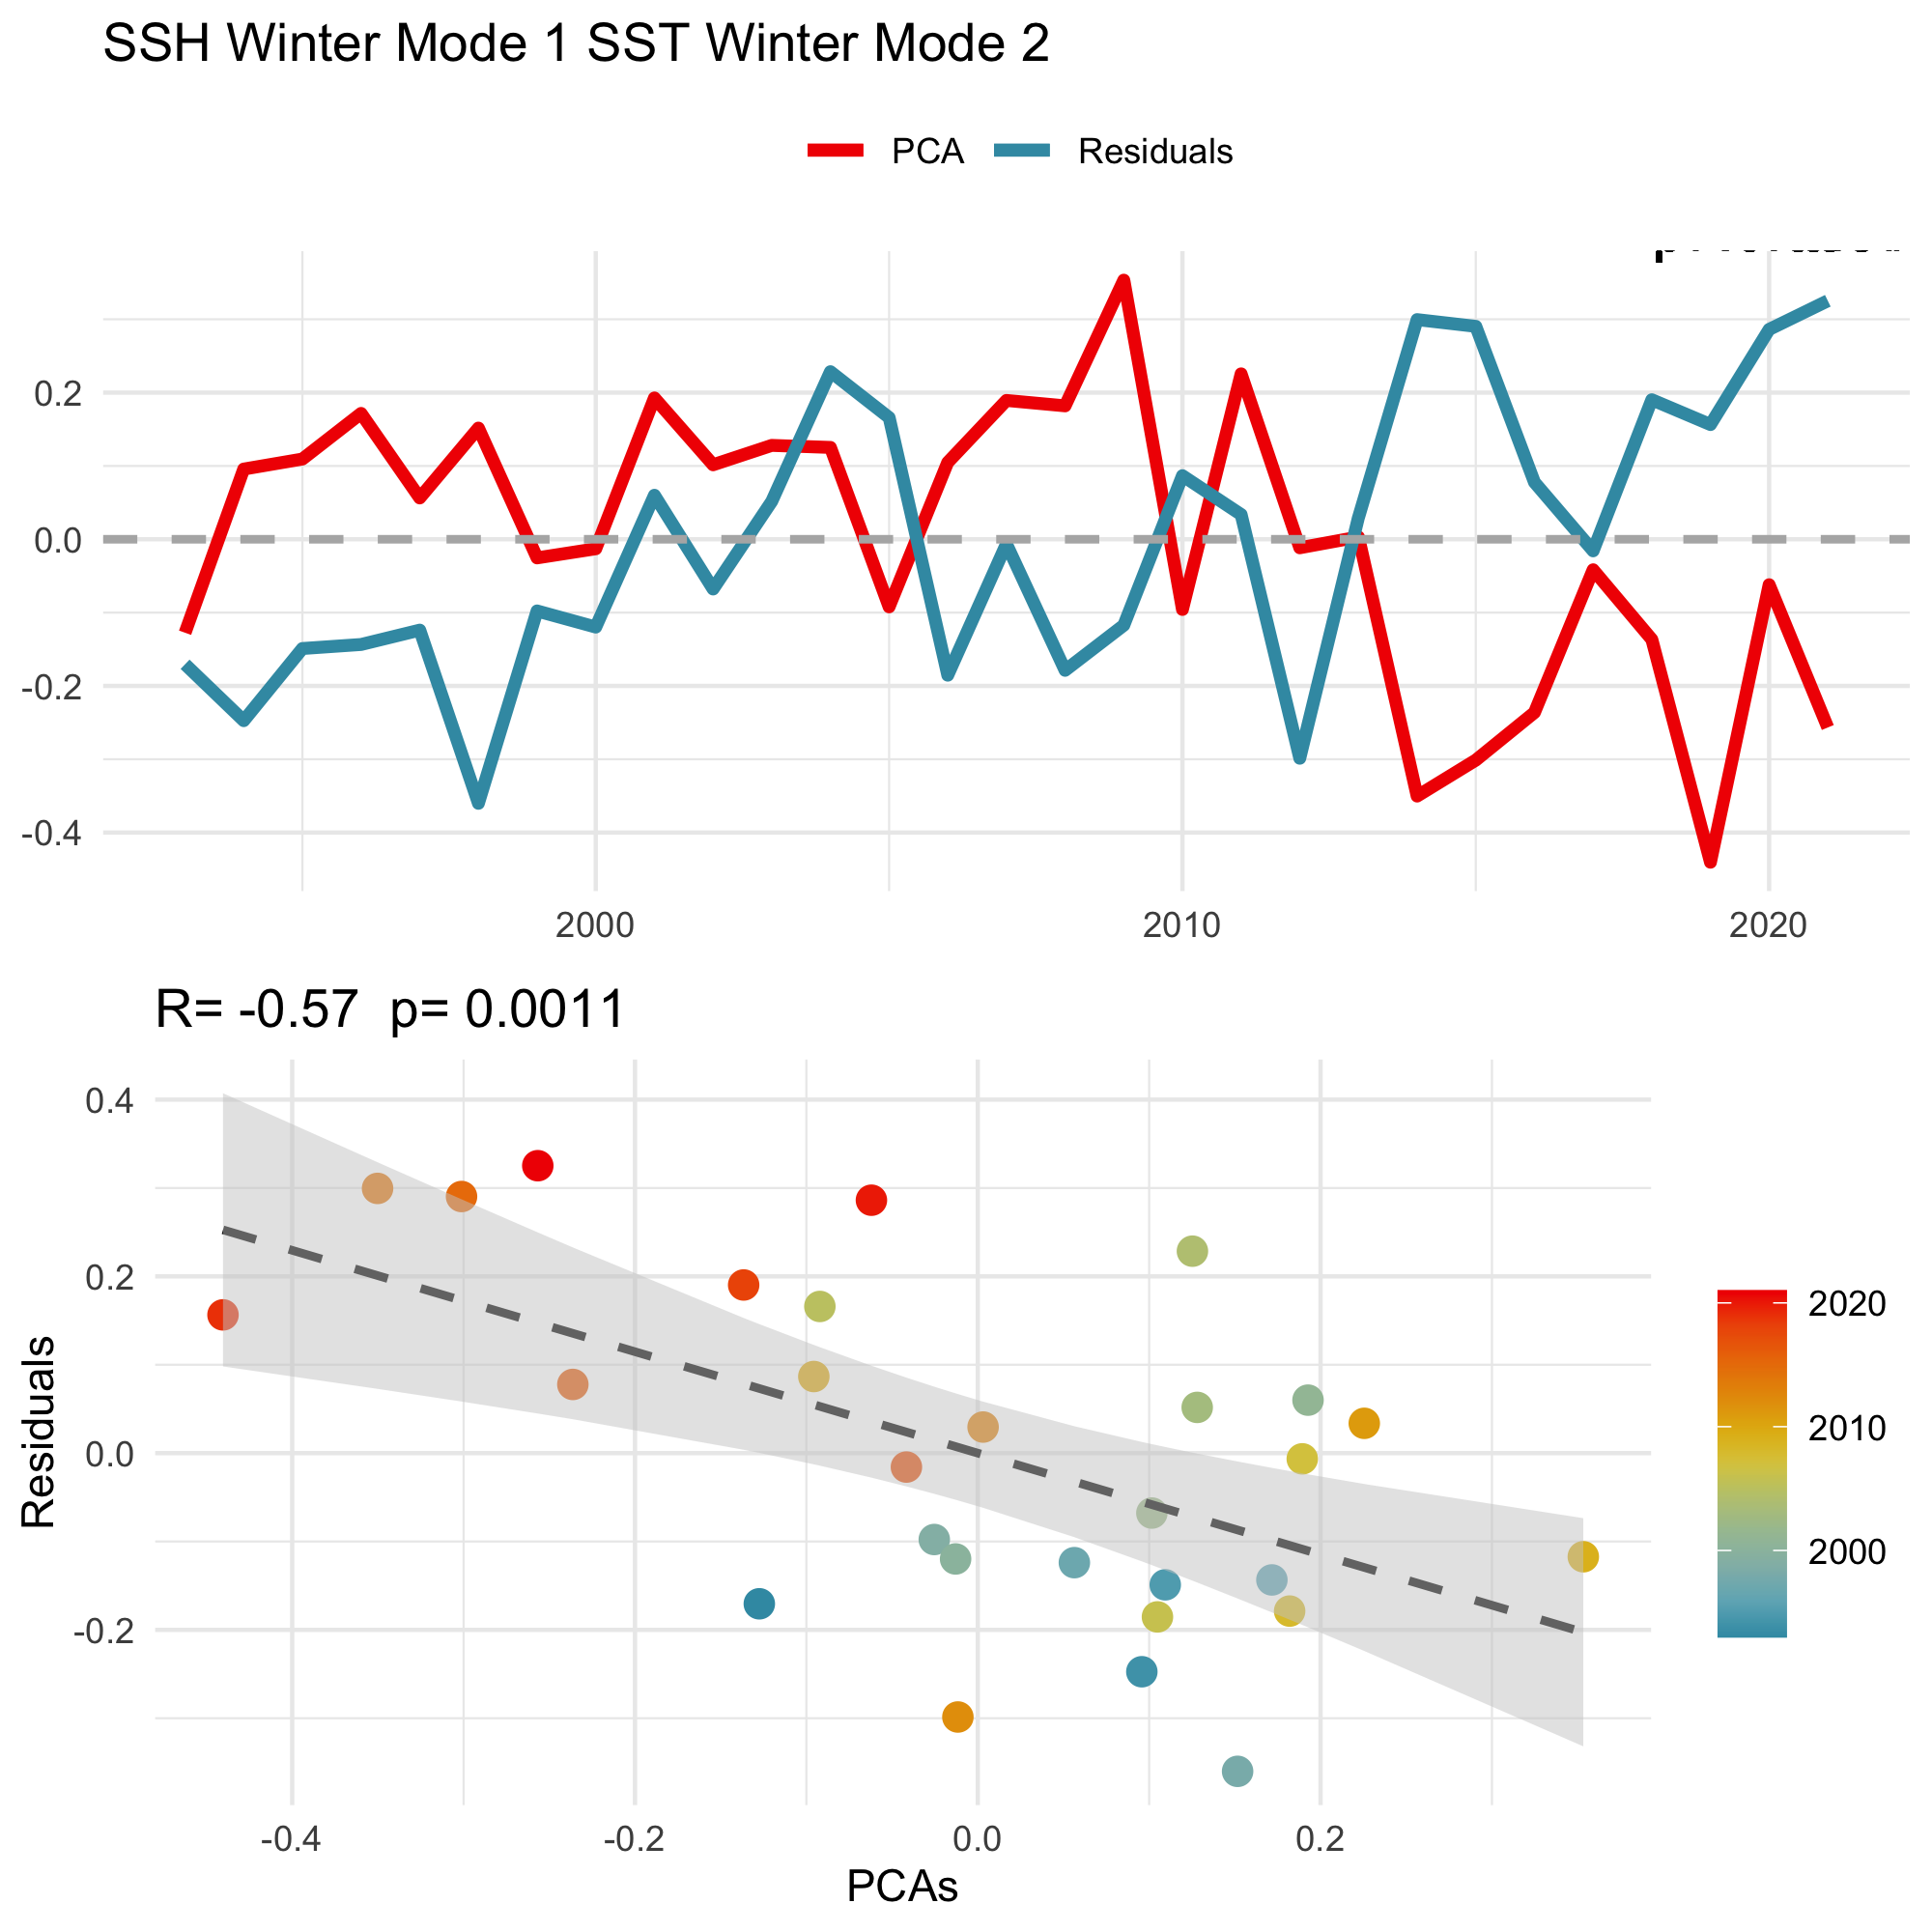 SSH Winter Mode 1 SST Winter Mode 2
PCA Residuals
0.2
0.0
-0.2
-0.4
2000 2010 2020
R= -0.57 p= 0.0011
0.4
0.2
0.0
-0.2
Residuals
2020
2010
2000
-0.4 -0.2 0.0 0.2
PCAs